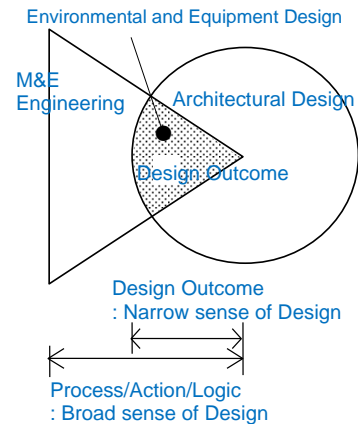 Environmental and Equipment Design
M&E
Engineering
Architectural Design
Design Outcome
Design Outcome
: Narrow sense of Design
Process/Action/Logic
: Broad sense of Design